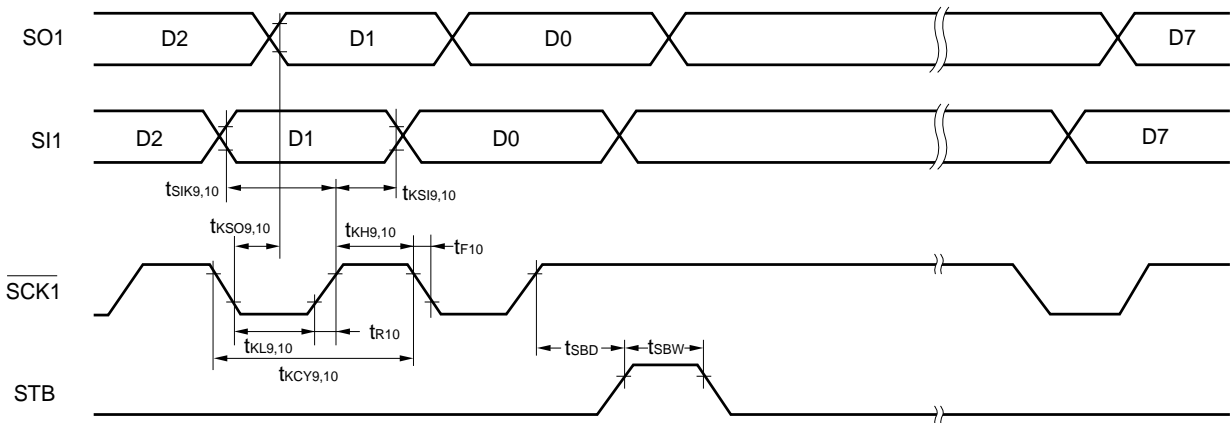 SO1 D2 D1 D0 D7
SI1 D2 D1 D0 D7
tSIK9,10 tKSI9,10
tKSO9,10 tKH9,10 tF10
SCK1
tKL9,10 tR10 tSBD tSBW
tKCY9,10
STB